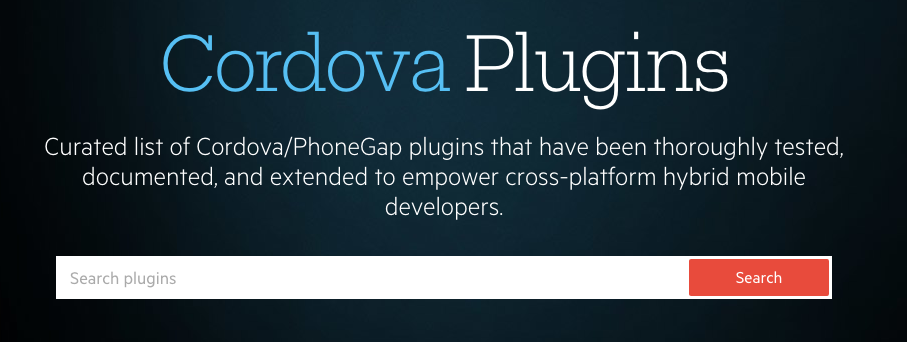 Cordova Plugins
Curated list of Cordova/PhoneGap plugins that have been thoroughly tested,
documented, and extended to empower cross-platform hybrid mobile
developers.
Search plugins
Search